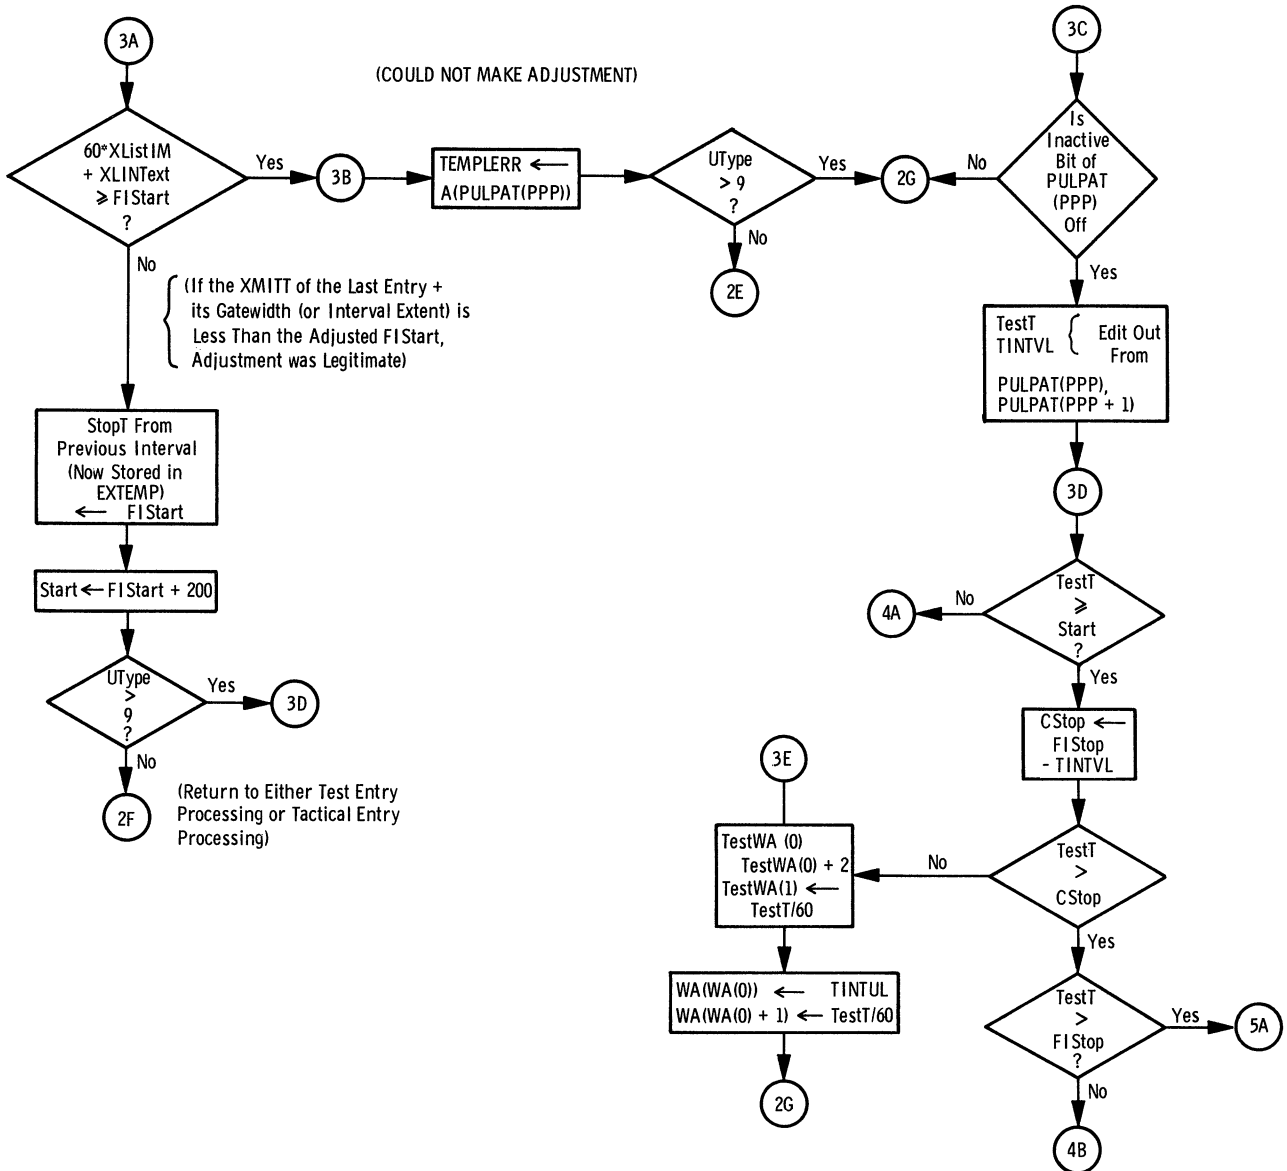 3A
60*XListIM
+ XLINText
⩾ FIStart
?
Yes
3B
(COULD NOT MAKE ADJUSTMENT)
TEMPLERR ←
A(PULPAT(PPP))
UType
> 9
?
Yes
2G
No
2E
3C
Is
Inactive
Bit of
PULPAT
(PPP)
Off
No
Yes
TestT
TINTVL
Edit Out
From
PULPAT(PPP),
PULPAT(PPP + 1)
3D
TestT
⩾
Start
?
No
4A
Yes
CStop ←
FIStop
- TINTVL
TestT
>
CStop
No
Yes
TestT
>
FIStop
?
Yes
5A
No
4B
No
(If the XMITT of the Last Entry +
its Gatewidth (or Interval Extent) is
Less Than the Adjusted FIStart,
Adjustment was Legitimate)
StopT From
Previous Interval
(Now Stored in
EXTEMP)
← FIStart
Start ← FIStart + 200
UType
>
9
?
Yes
3D
No
2F
(Return to Either Test Entry
Processing or Tactical Entry
Processing)
3E
TestWA (0)
TestWA(0) + 2
TestWA(1) ←
TestT/60
WA(WA(0)) ← TINTUL
WA(WA(0) + 1) ← TestT/60
2G